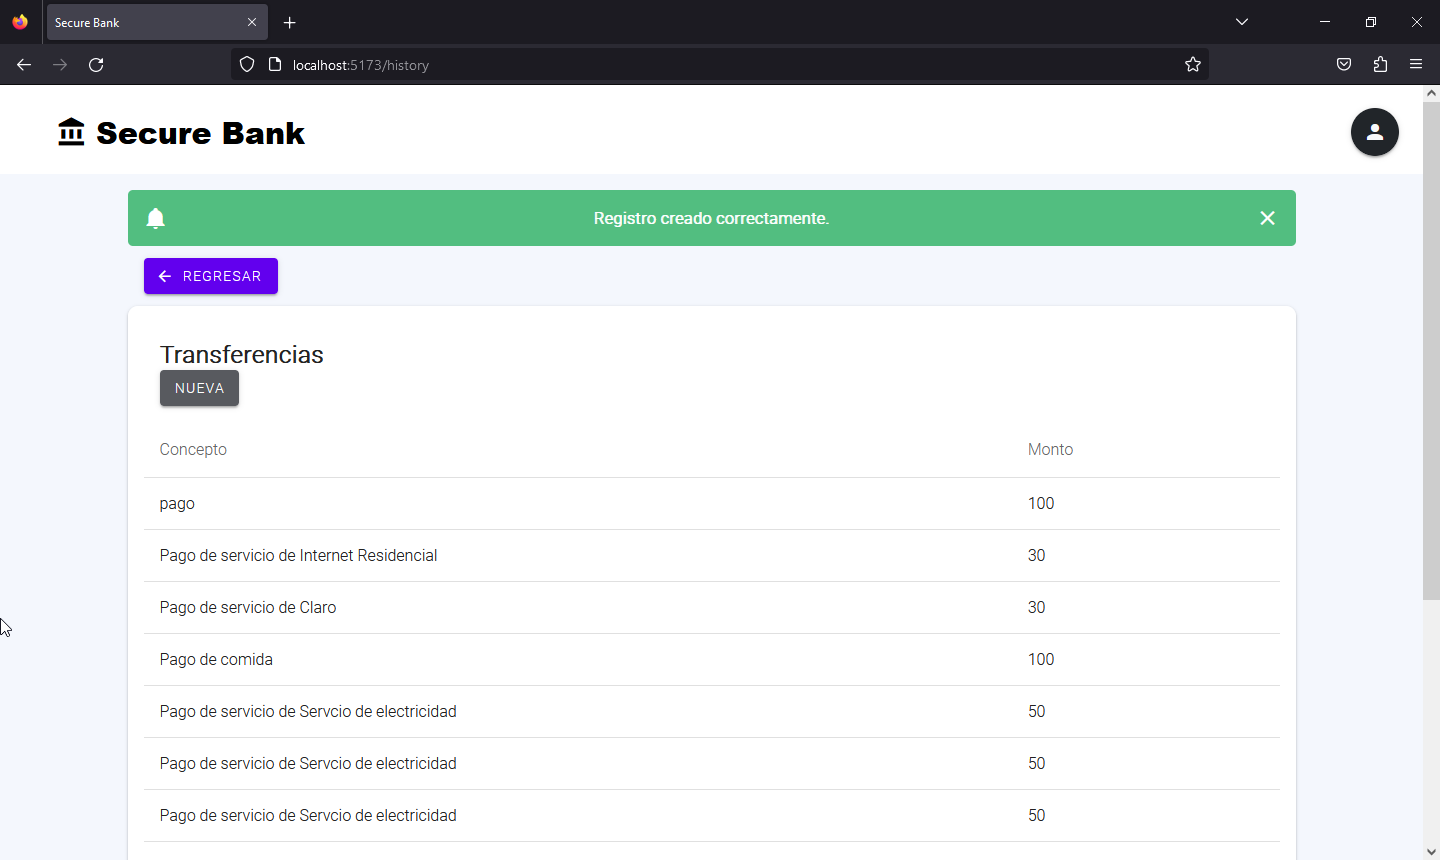 Secure Bank
localhost:5173/history
Secure Bank
Registro creado correctamente.
REGRESAR
Transferencias
NUEVA
Concepto Monto
pago 100
Pago de servicio de Internet Residencial 30
Pago de servicio de Claro 30
Pago de comida 100
Pago de servicio de Servcio de electricidad 50
Pago de servicio de Servcio de electricidad 50
Pago de servicio de Servcio de electricidad 50